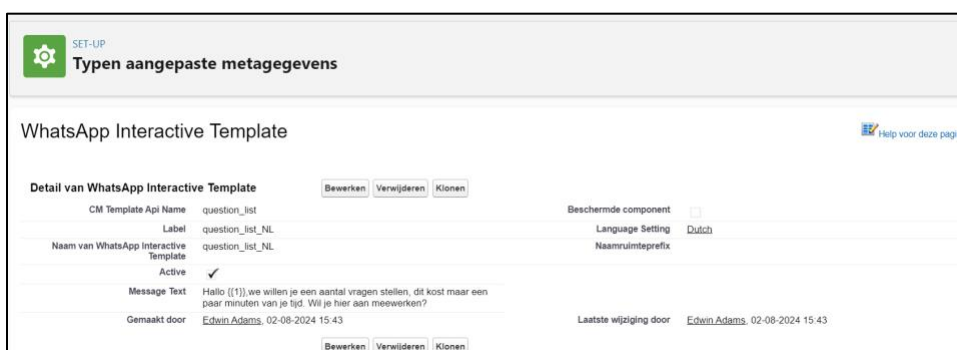 SET-UP
Typen aangepaste metagegevens
WhatsApp Interactive Template
Help voor deze pagi
Detail van WhatsApp Interactive Template
Bewerken Verwijderen Klonen
CM Template Api Name question_list Beschermde component
Label question_list_NL Language Setting Dutch
Naam van WhatsApp Interactive question_list_NL Naamruimteprefix
Template
Active
Message Text Hallo {{1}},we willen je een aantal vragen stellen, dit kost maar een
paar minuten van je tijd. Wil je hier aan meewerken?
Gemaakt door Edwin Adams, 02-08-2024 15:43 Laatste wijziging door Edwin Adams, 02-08-2024 15:43
Bewerken Verwijderen Klonen